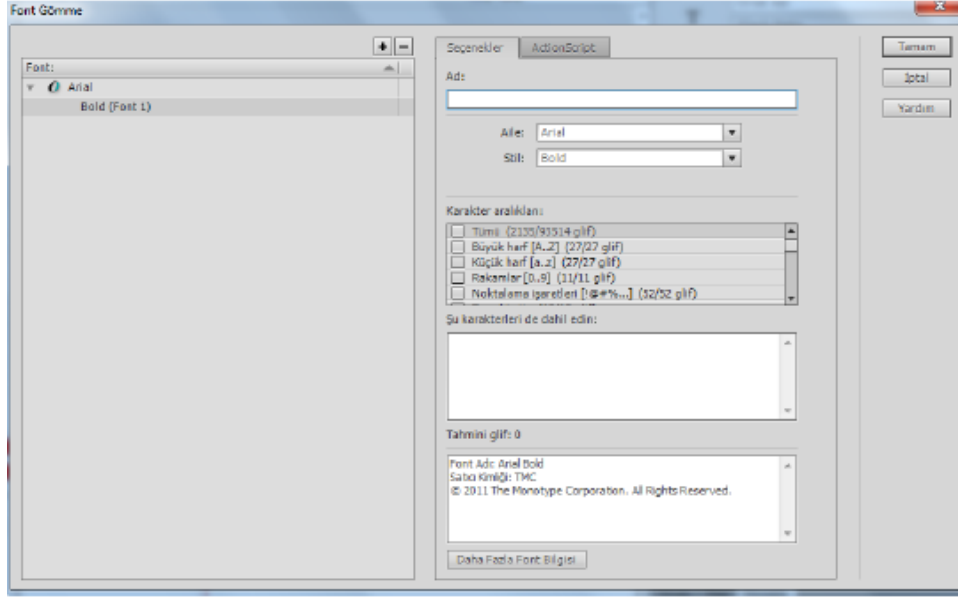 Font Gömme
Font:
Arial
Bold (Font 1)
Seçenekler
ActionScript
Adı:
Aile: Arial
Stil: Bold
Karakter aralıkları:
Tümü (2135/93514 glif)
Büyük harf [A..Z] (27/27 glif)
Küçük harf [a..z] (27/27 glif)
Rakamlar [0..9] (11/11 glif)
Noktalama işaretleri [!@#%...] (52/52 glif)
Şu karakterleri de dahil edin:
Tahmini glif: 0
Font Adı: Arial Bold
Satıcı Kimliği: TMC
© 2011 The Monotype Corporation. All Rights Reserved.
Daha Fazla Font Bilgisi
Tamam
İptal
Yardım